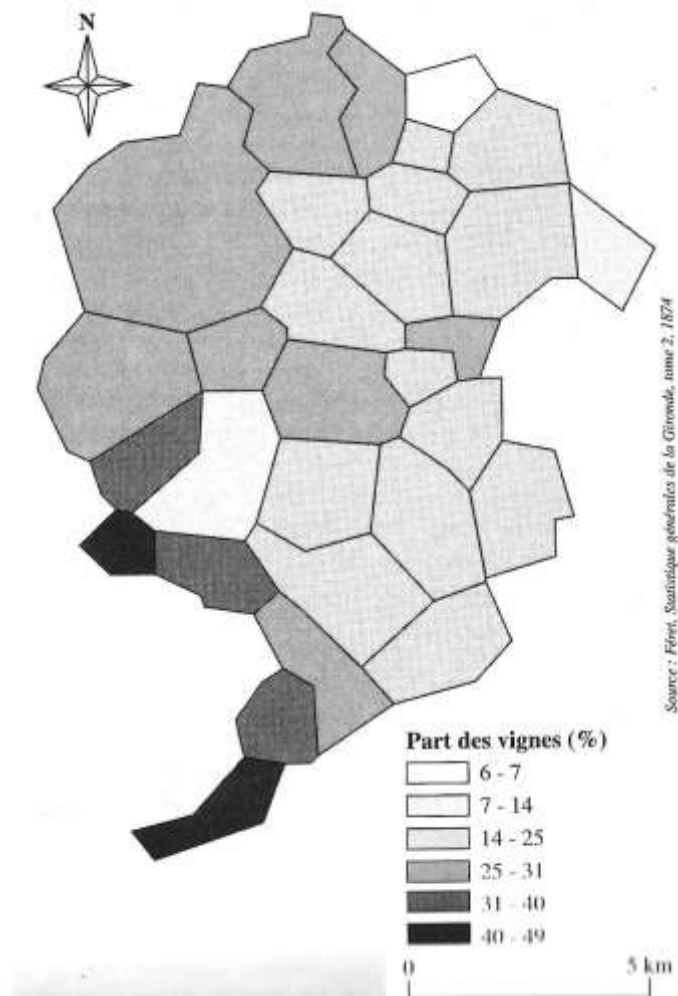 N
Source : Féret, Statistique générales de la Gironde, tome 2, 1874
Part des vignes (%)
6 - 7
7 - 14
14 - 25
25 - 31
31 - 40
40 - 49
0 5 km